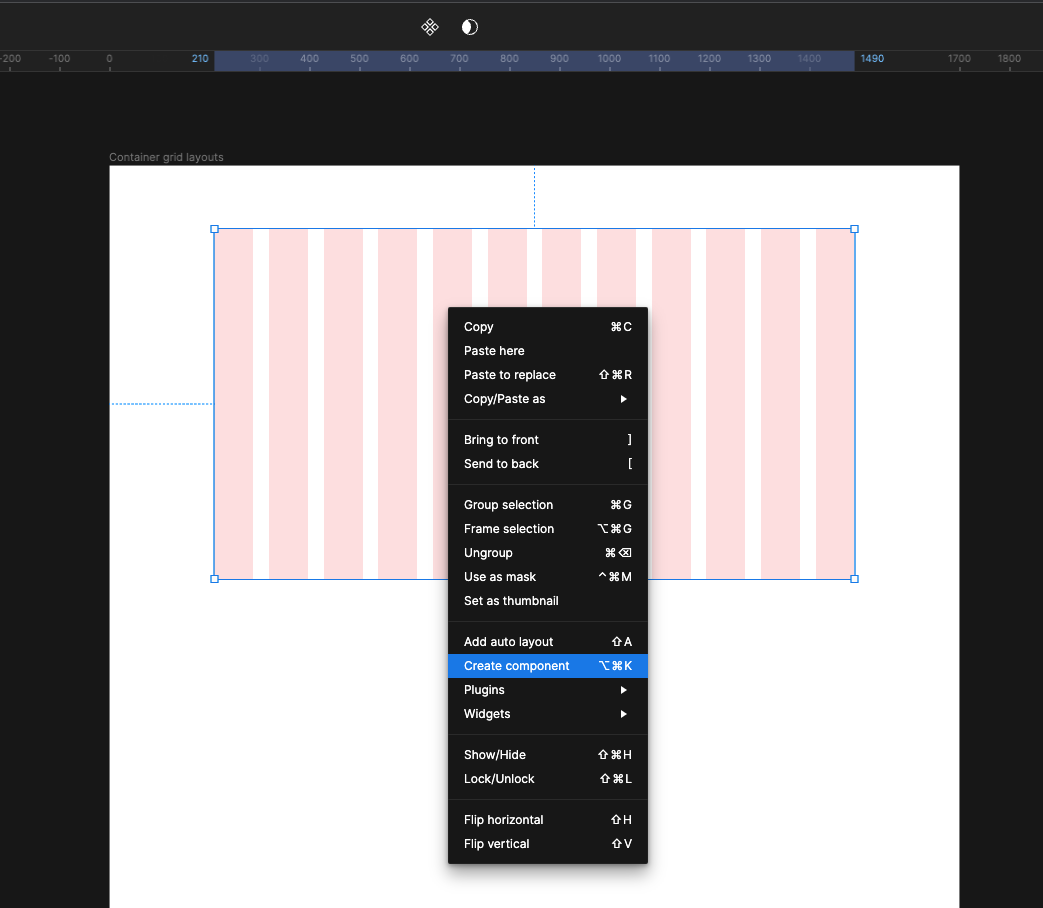 -200 -100 0 210 300 400 500 600 700 800 900 1000 1100 1200 1300 1400 1490 1700 1800
Container grid layouts
Copy ⌘C
Paste here
Paste to replace ⇧⌘R
Copy/Paste as ▶
Bring to front ]
Send to back [
Group selection ⌘G
Frame selection ⌥⌘G
Ungroup ⌘⌫
Use as mask ^⌘M
Set as thumbnail
Add auto layout ⇧A
Create component ⌥⌘K
Plugins ▶
Widgets ▶
Show/Hide ⇧⌘H
Lock/Unlock ⇧⌘L
Flip horizontal ⇧H
Flip vertical ⇧V